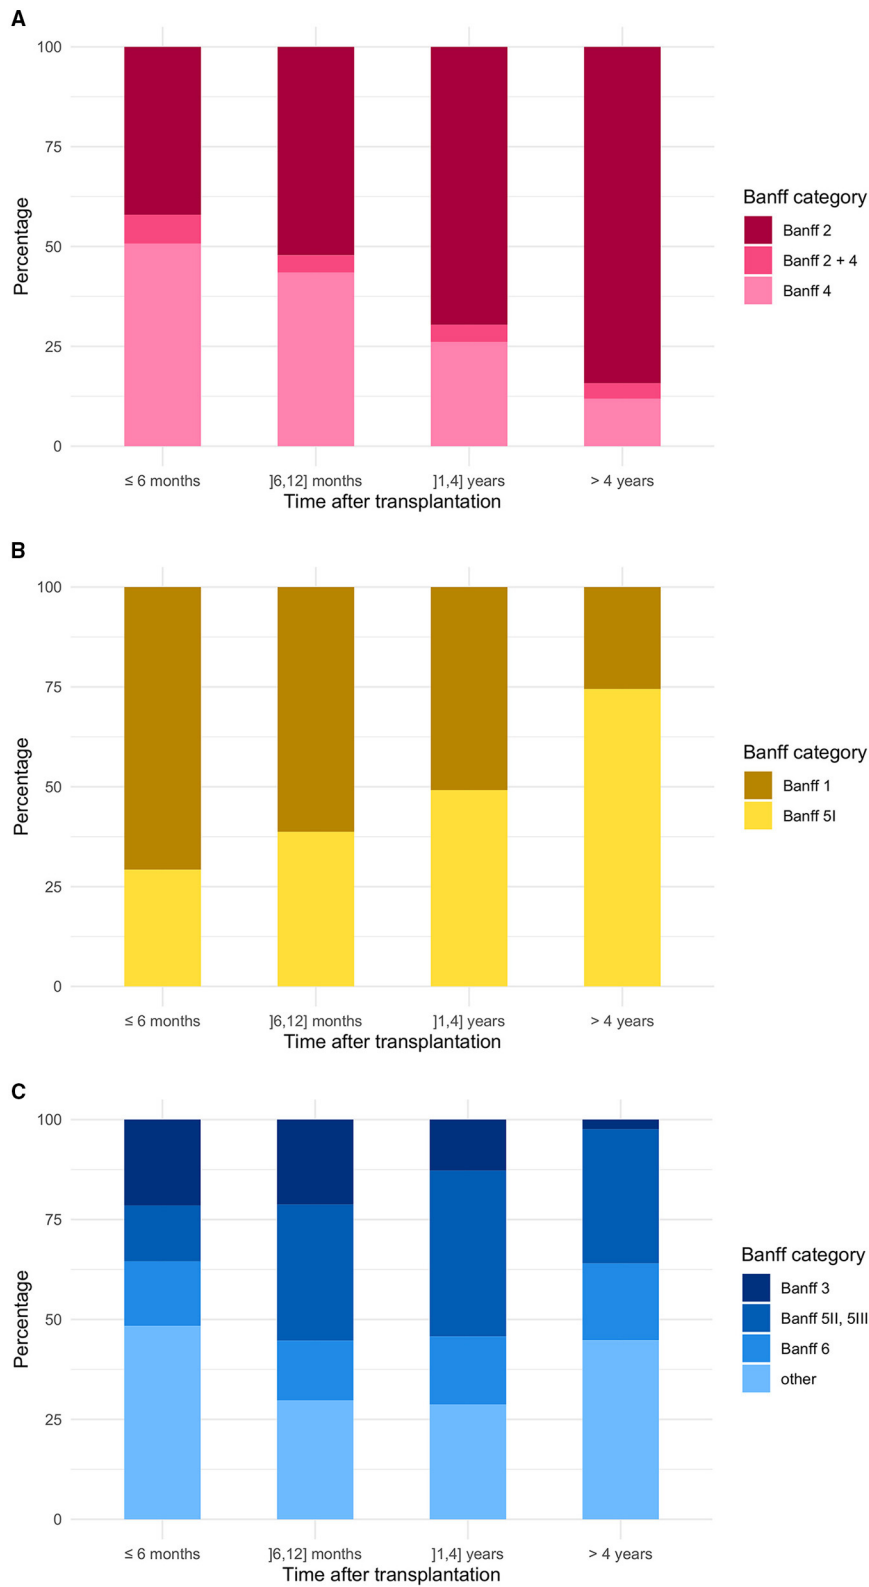 A
Percentage
100
75
50
25
0
≤ 6 months
]6,12] months
]1,4] years
> 4 years
Time after transplantation
Banff category
Banff 2
Banff 2 + 4
Banff 4
B
Percentage
100
75
50
25
0
≤ 6 months
]6,12] months
]1,4] years
> 4 years
Time after transplantation
Banff category
Banff 1
Banff 5I
C
Percentage
100
75
50
25
0
≤ 6 months
]6,12] months
]1,4] years
> 4 years
Time after transplantation
Banff category
Banff 3
Banff 5II, 5III
Banff 6
other